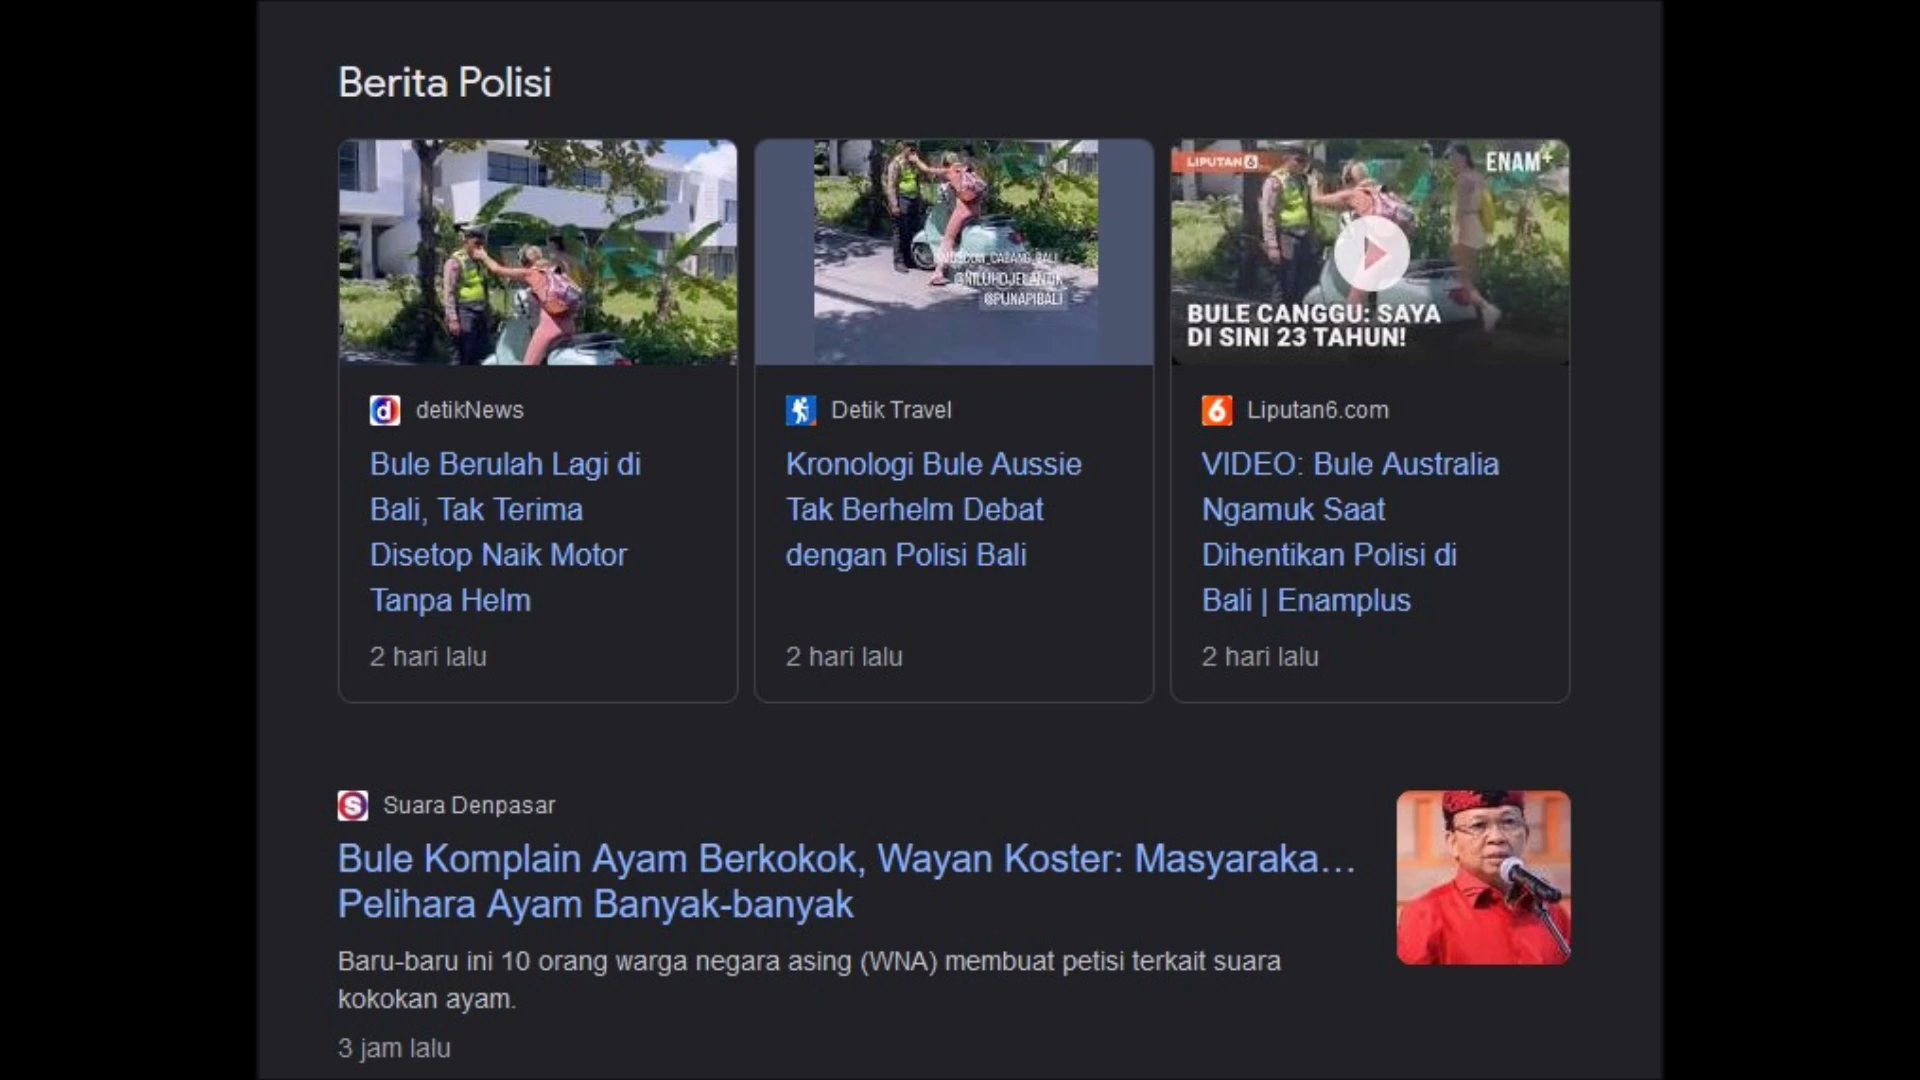 Berita Polisi
LIPUTAN 6
ENAM+
@NILUHDJELANTIK
@PUNAPIBALI
BULE CANGGU: SAYA
DI SINI 23 TAHUN!
detikNews
Bule Berulah Lagi di
Bali, Tak Terima
Disetop Naik Motor
Tanpa Helm
2 hari lalu
Detik Travel
Kronologi Bule Aussie
Tak Berhelm Debat
dengan Polisi Bali
2 hari lalu
Liputan6.com
VIDEO: Bule Australia
Ngamuk Saat
Dihentikan Polisi di
Bali | Enamplus
2 hari lalu
Suara Denpasar
Bule Komplain Ayam Berkokok, Wayan Koster: Masyaraka...
Pelihara Ayam Banyak-banyak
Baru-baru ini 10 orang warga negara asing (WNA) membuat petisi terkait suara
kokokan ayam.
3 jam lalu